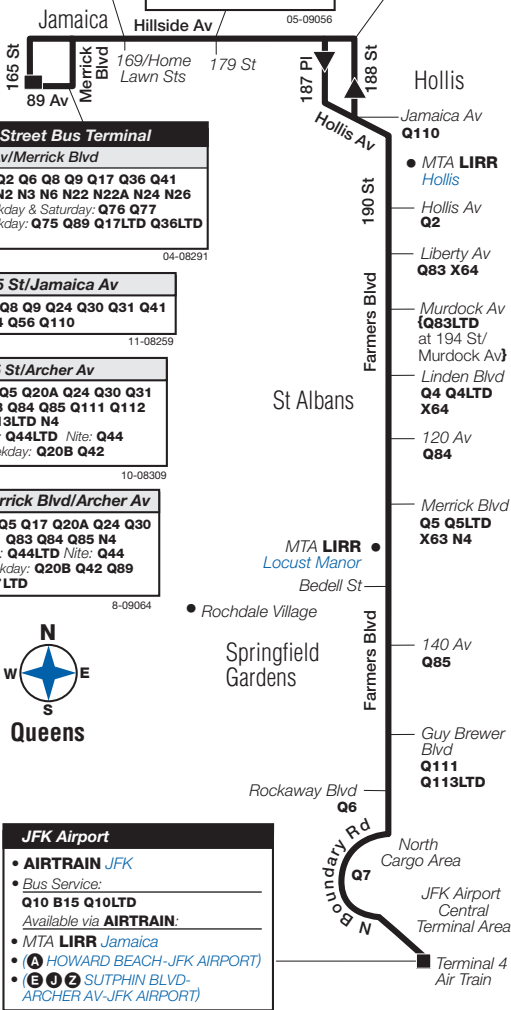 05-09056
Jamaica
Hillside Av
165 St
Merrick
Blvd
169/Home
Lawn Sts
179 St
187 Pl
188 St
89 Av
Hollis
Hollis Av
Jamaica Av
Q110
• MTA LIRR
Hollis
190 St
Hollis Av
Q2
Liberty Av
Q83 X64
Farmers Blvd
Murdock Av
{Q83LTD
at 194 St/
Murdock Av}
Linden Blvd
Q4 Q4LTD
X64
St Albans
120 Av
Q84
Merrick Blvd
Q5 Q5LTD
X63 N4
MTA LIRR •
Locust Manor
Bedell St
• Rochdale Village
Springfield
Gardens
Farmers Blvd
140 Av
Q85
Guy Brewer
Blvd
Q111
Q113LTD
Rockaway Blvd
Q6
N Boundary Rd
Q7
North
Cargo Area
JFK Airport
Central
Terminal Area
Terminal 4
Air Train
Street Bus Terminal
v/Merrick Blvd
Q2 Q6 Q8 Q9 Q17 Q36 Q41
N2 N3 N6 N22 N22A N24 N26
kday & Saturday: Q76 Q77
kday: Q75 Q89 Q17LTD Q36LTD
04-08291
5 St/Jamaica Av
Q8 Q9 Q24 Q30 Q31 Q41
Q56 Q110
11-08259
St/Archer Av
Q5 Q20A Q24 Q30 Q31
Q84 Q85 Q111 Q112
3LTD N4
: Q44LTD Nite: Q44
ekday: Q20B Q42
10-08309
rrick Blvd/Archer Av
Q5 Q17 Q20A Q24 Q30
Q83 Q84 Q85 N4
: Q44LTD Nite: Q44
kday: Q20B Q42 Q89
LTD
8-09064
N
W E
S
Queens
JFK Airport
• AIRTRAIN JFK
• Bus Service:
Q10 B15 Q10LTD
Available via AIRTRAIN:
• MTA LIRR Jamaica
• (A HOWARD BEACH-JFK AIRPORT)
• (E J Z SUTPHIN BLVD-
ARCHER AV-JFK AIRPORT)